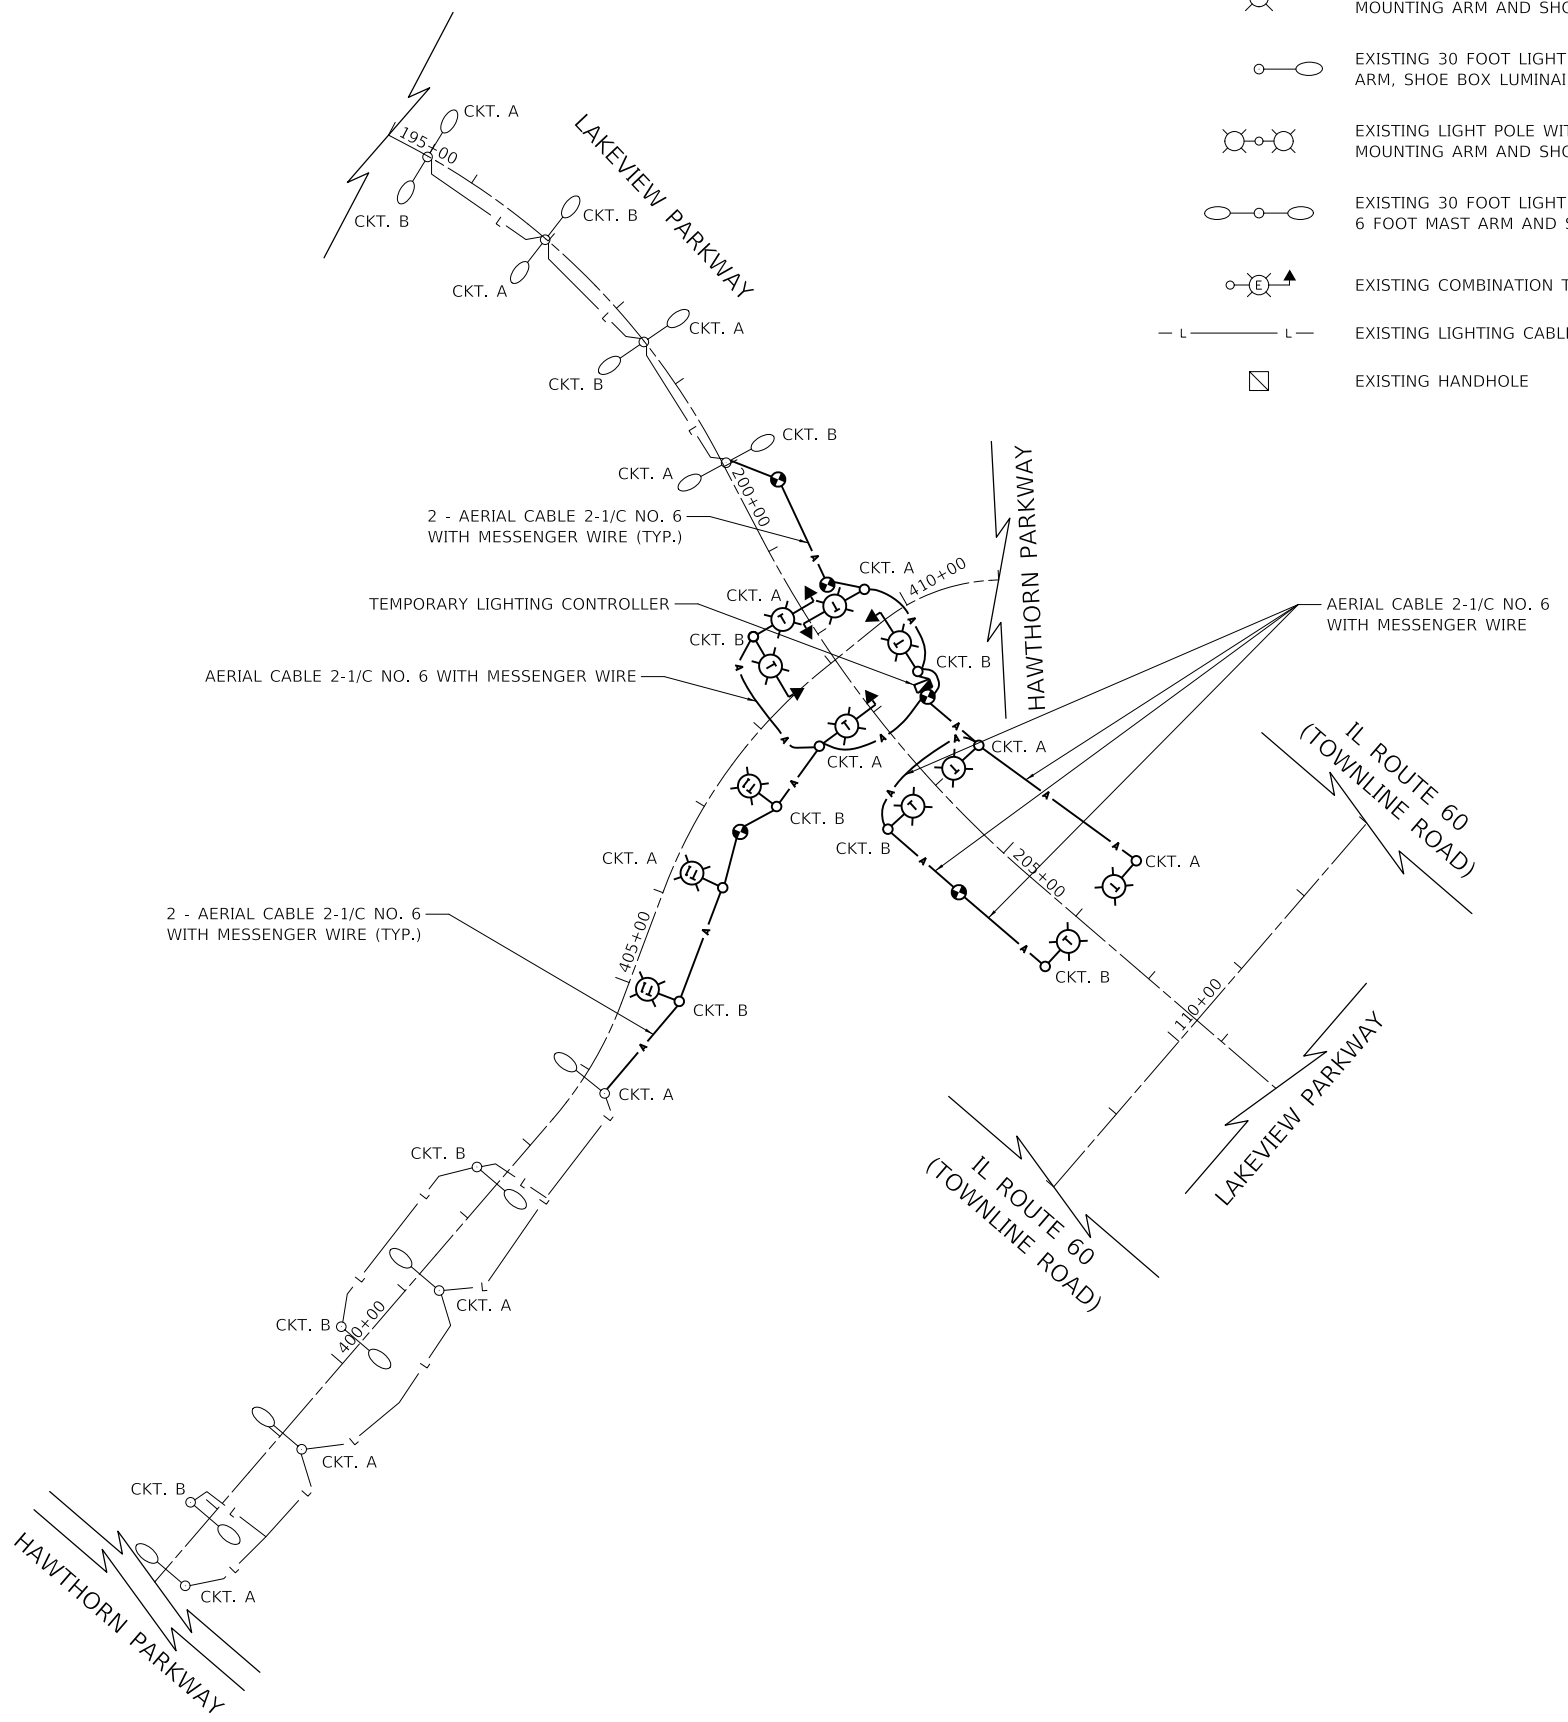 MOUNTING ARM AND SHO
EXISTING 30 FOOT LIGHT
ARM, SHOE BOX LUMINAI
EXISTING LIGHT POLE WIT
MOUNTING ARM AND SHO
EXISTING 30 FOOT LIGHT
6 FOOT MAST ARM AND S
E
EXISTING COMBINATION T
L L
EXISTING LIGHTING CABL
EXISTING HANDHOLE
CKT. A
195+00
CKT. B
LAKEVIEW PARKWAY
CKT. B
L
CKT. A
L
CKT. A
CKT. B
L
CKT. B
CKT. A
200+00
2 - AERIAL CABLE 2-1/C NO. 6
WITH MESSENGER WIRE (TYP.)
A
HAWTHORN PARKWAY
CKT. A
410+00
CKT. A
T
T
A
TEMPORARY LIGHTING CONTROLLER
AERIAL CABLE 2-1/C NO. 6
WITH MESSENGER WIRE
CKT. B
T
CKT. B
A
T
AERIAL CABLE 2-1/C NO. 6 WITH MESSENGER WIRE
T
A
A
A
A
CKT. A
CKT. A
T
IL ROUTE 60
(TOWNLINE ROAD)
A
T1
A
A
T
CKT. B
CKT. B
A
CKT. A
T1
A
205+00
CKT. A
T
2 - AERIAL CABLE 2-1/C NO. 6
WITH MESSENGER WIRE (TYP.)
405+00
A
T
A
CKT. B
T1
CKT. B
110+00
A
CKT. A
L
LAKEVIEW PARKWAY
CKT. B
L
L
L
IL ROUTE 60
(TOWNLINE ROAD)
L
L
CKT. A
CKT. B
400+00
L
L
CKT. A
CKT. B
L
L
L
CKT. A
HAWTHORN PARKWAY